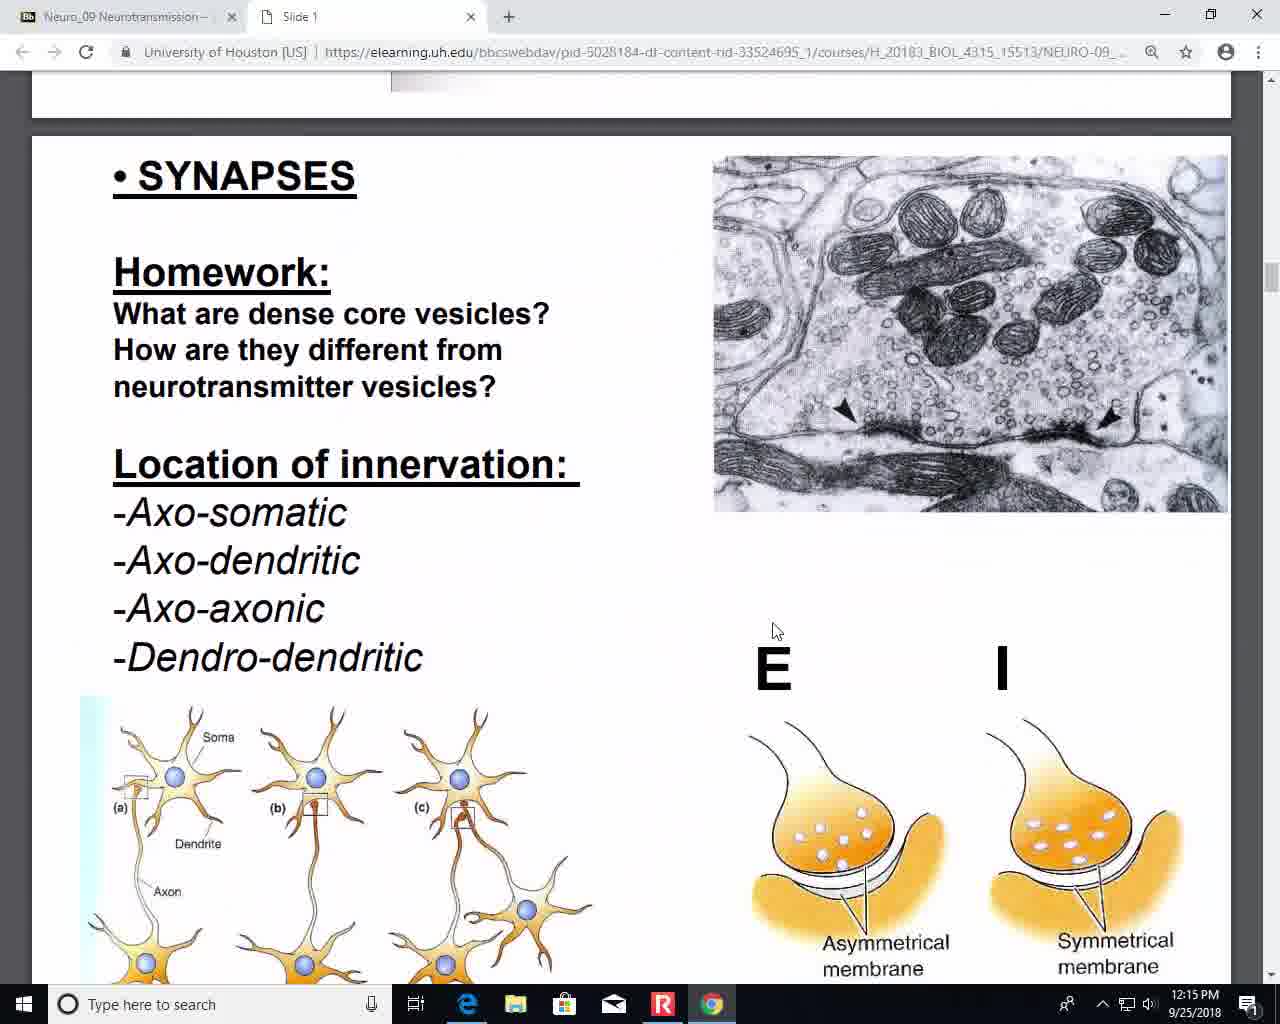 Neuro_09 Neurotransmission –
Slide 1
University of Houston [US]
https://elearning.uh.edu/bbcswebdav/pid-5028184-dt-content-rid-33524695_1/courses/H_20183_BIOL_4315_15513/NEURO-09_...
• SYNAPSES
Homework:
What are dense core vesicles?
How are they different from
neurotransmitter vesicles?
Location of innervation:
-Axo-somatic
-Axo-dendritic
-Axo-axonic
-Dendro-dendritic
E
I
Soma
(a)
(b)
(c)
Dendrite
Axon
Asymmetrical
membrane
Symmetrical
membrane
Type here to search
12:15 PM
9/25/2018